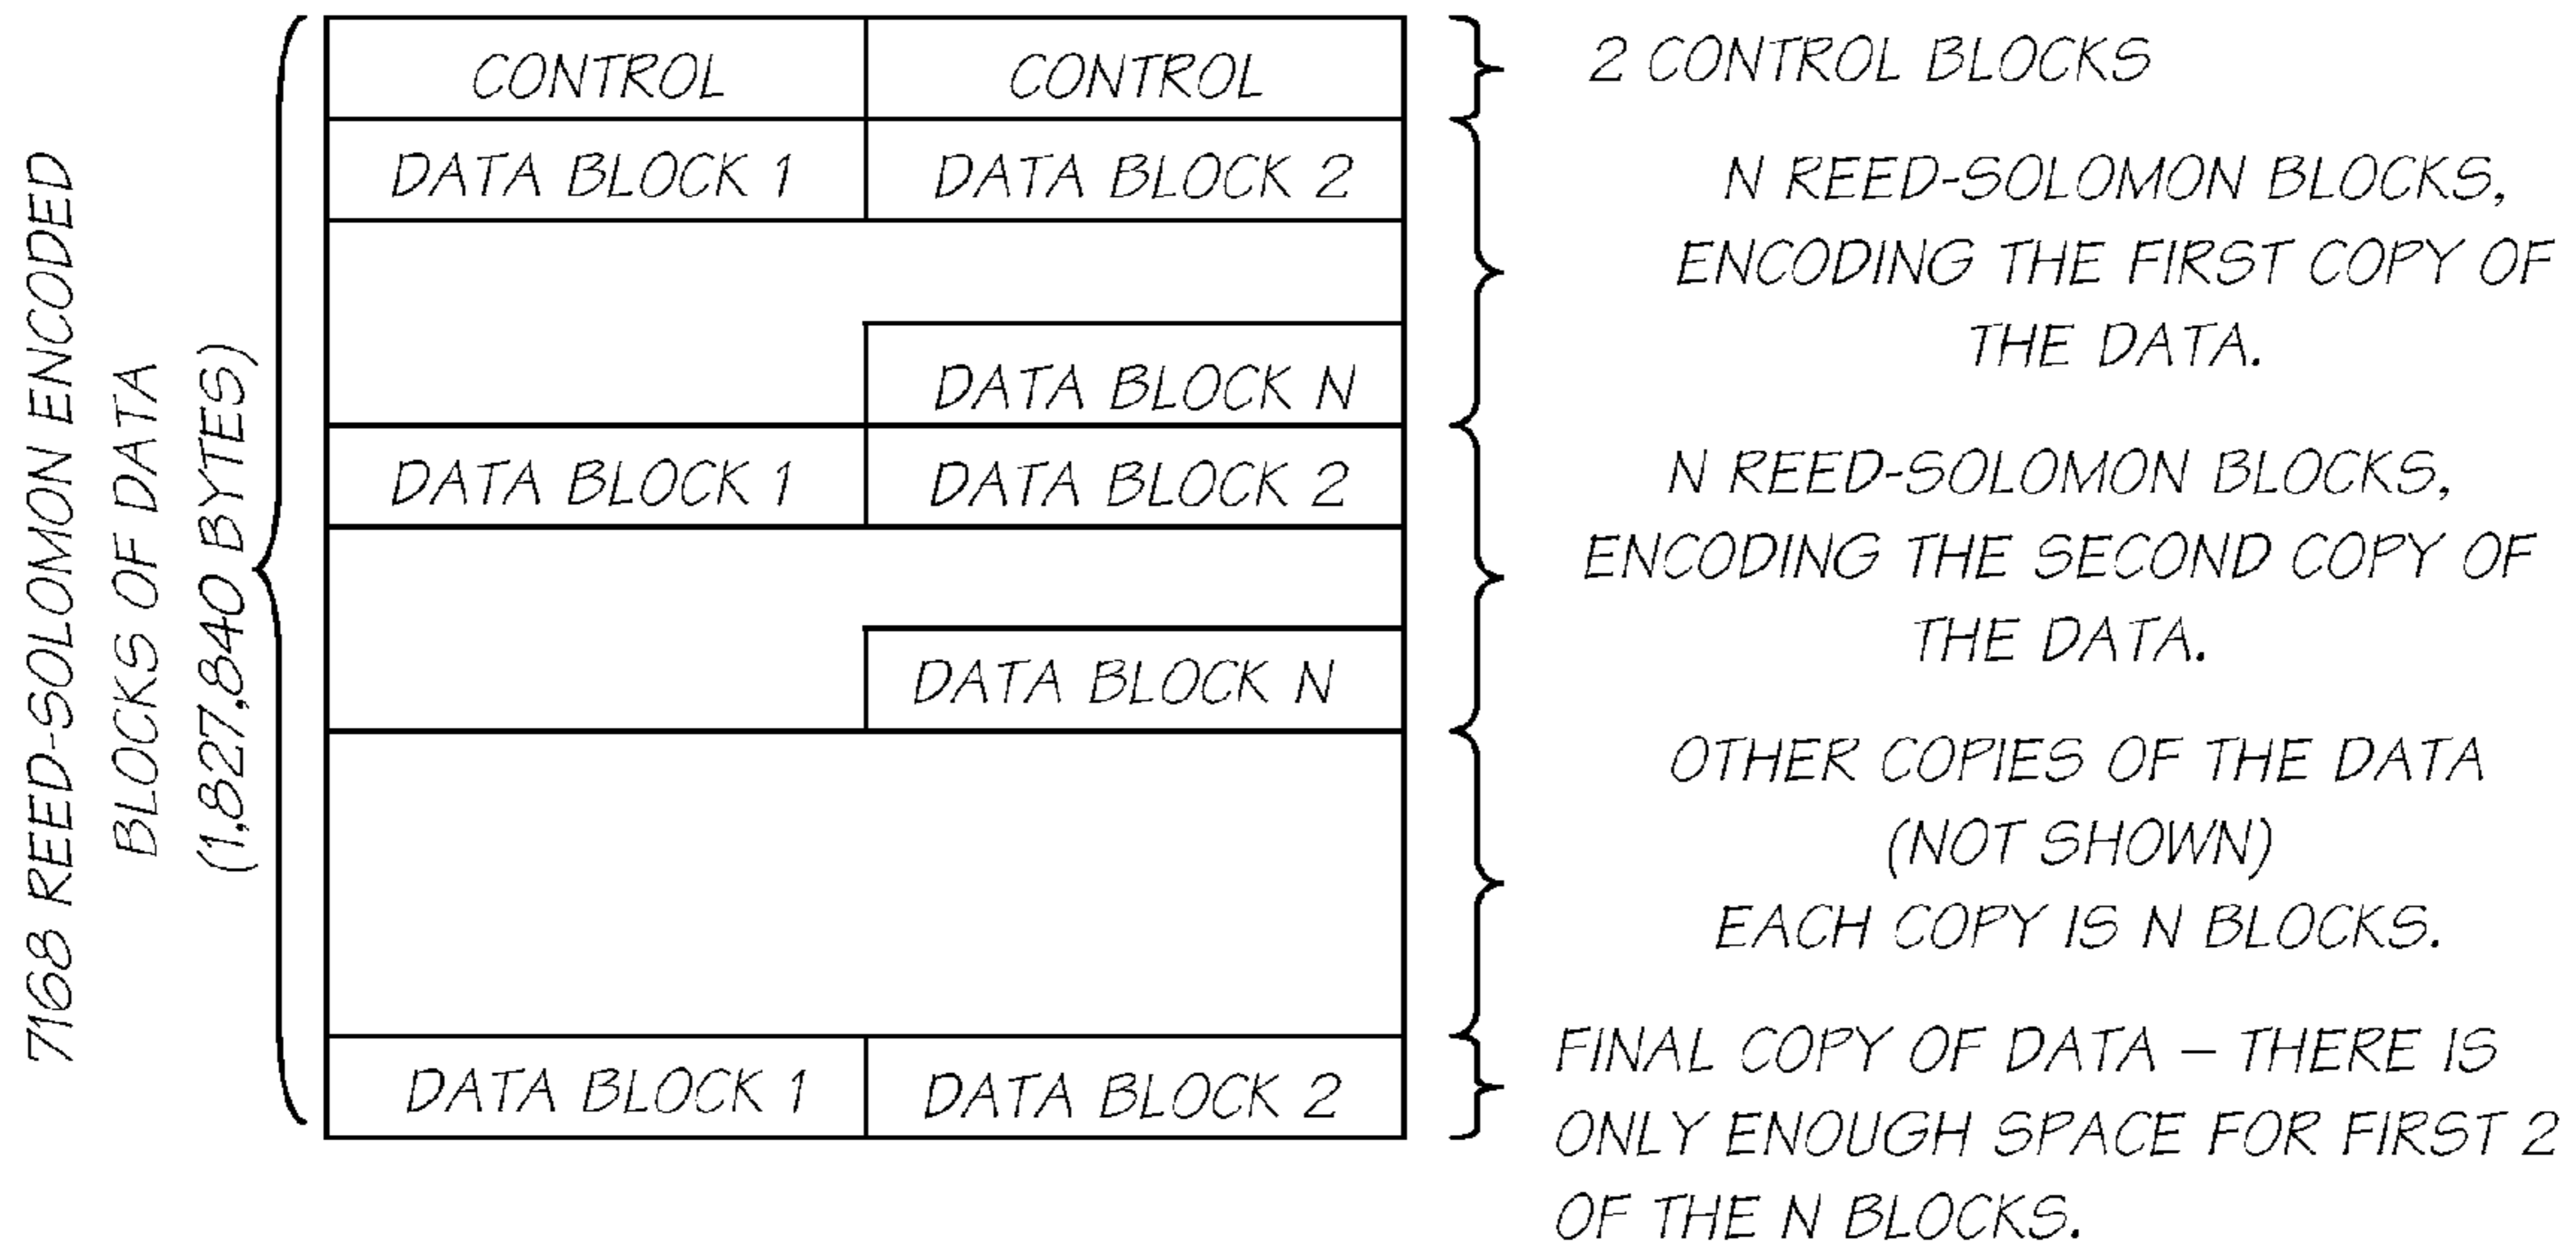 7168 REED-SOLOMON ENCODED
BLOCKS OF DATA
(1,827,840 BYTES)
CONTROL
CONTROL
2 CONTROL BLOCKS
DATA BLOCK 1
DATA BLOCK 2
DATA BLOCK N
N REED-SOLOMON BLOCKS,
ENCODING THE FIRST COPY OF
THE DATA.
DATA BLOCK 1
DATA BLOCK 2
DATA BLOCK N
N REED-SOLOMON BLOCKS,
ENCODING THE SECOND COPY OF
THE DATA.
OTHER COPIES OF THE DATA
(NOT SHOWN)
EACH COPY IS N BLOCKS.
DATA BLOCK 1
DATA BLOCK 2
FINAL COPY OF DATA – THERE IS
ONLY ENOUGH SPACE FOR FIRST 2
OF THE N BLOCKS.